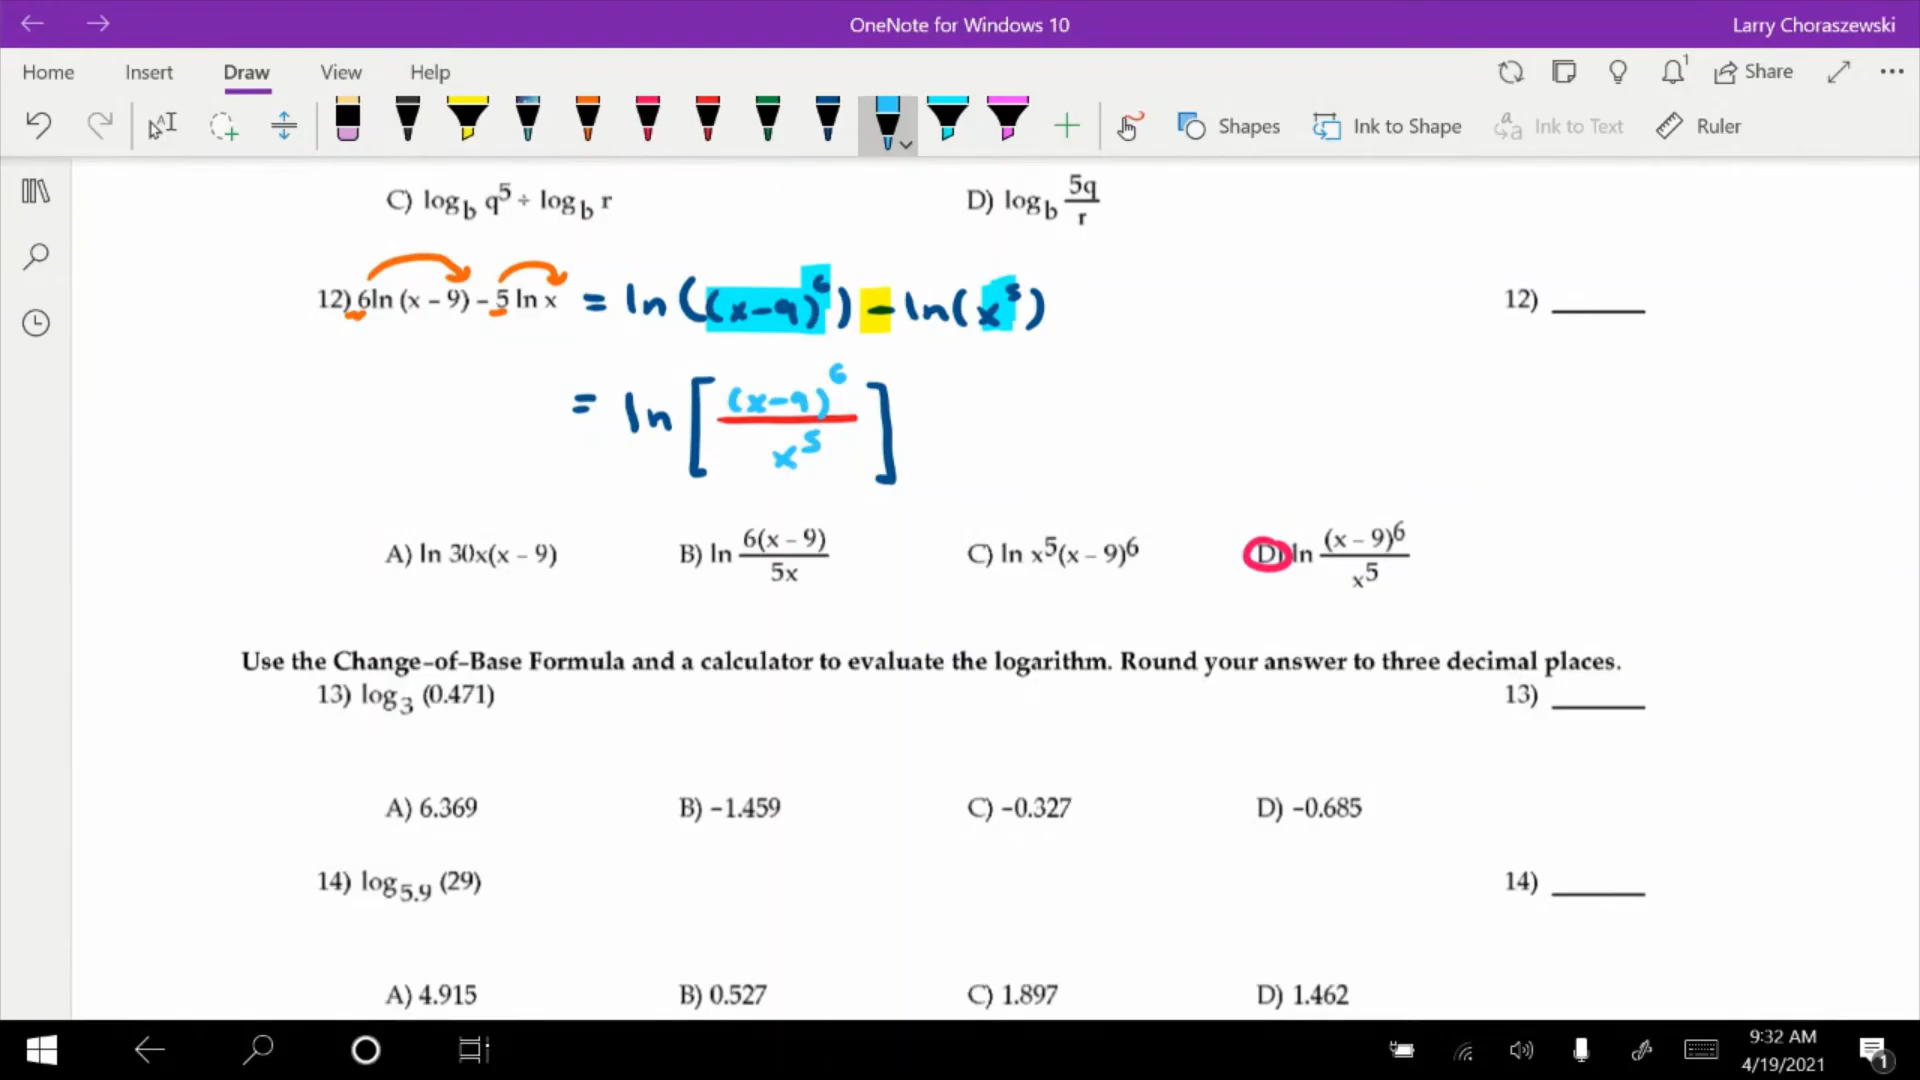 OneNote for Windows 10
Larry Choraszewski
Home Insert Draw View Help
1
Share
AI
Shapes
Ink to Shape
Ink to Text
Ruler
C) log_b q^5 ÷ log_b r
D) log_b 5q/r
12) 6ln (x – 9) – 5 ln x = ln((x-9)^6) - ln(x^5)
12) ______
= ln [ (x-9)^6 / x^5 ]
A) ln 30x(x – 9)
B) ln 6(x – 9)/5x
C) ln x^5(x – 9)^6
D) ln (x – 9)^6/x^5
Use the Change-of-Base Formula and a calculator to evaluate the logarithm. Round your answer to three decimal places.
13) log_3 (0.471)
13) ______
A) 6.369
B) –1.459
C) –0.327
D) –0.685
14) log_5.9 (29)
14) ______
A) 4.915
B) 0.527
C) 1.897
D) 1.462
9:32 AM
4/19/2021
1